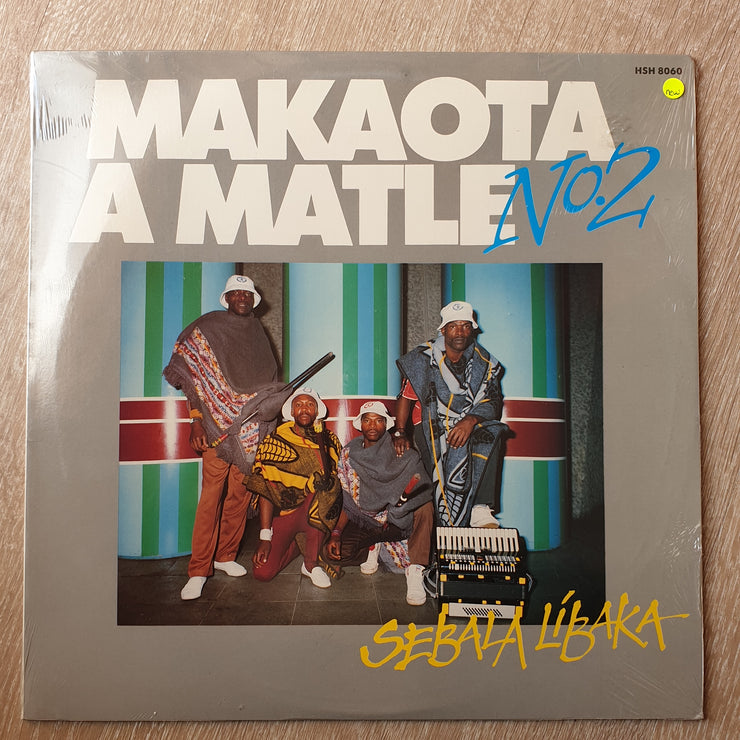 HSH 8060
new
MAKAOTA
A MATLE
No.2
SEBALA LIBAKA